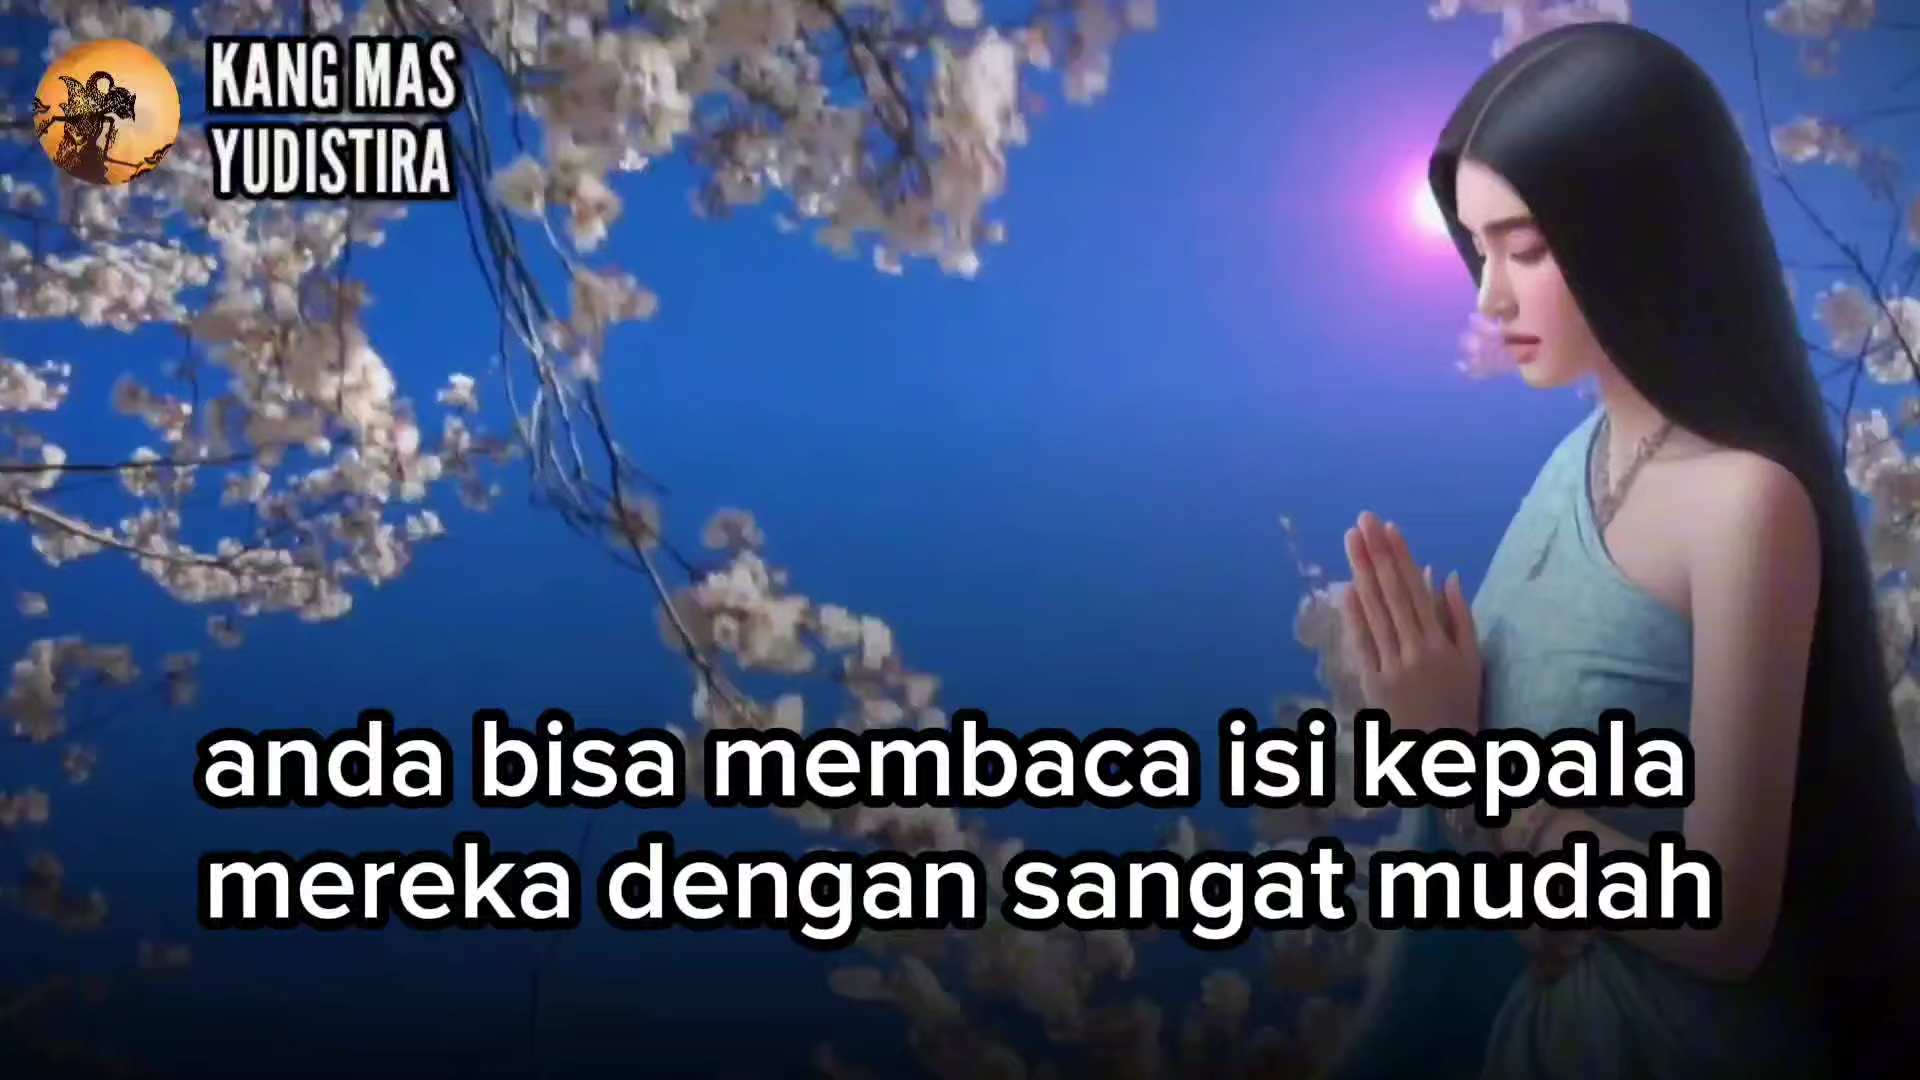 KANG MAS
YUDISTIRA
anda bisa membaca isi kepala
mereka dengan sangat mudah